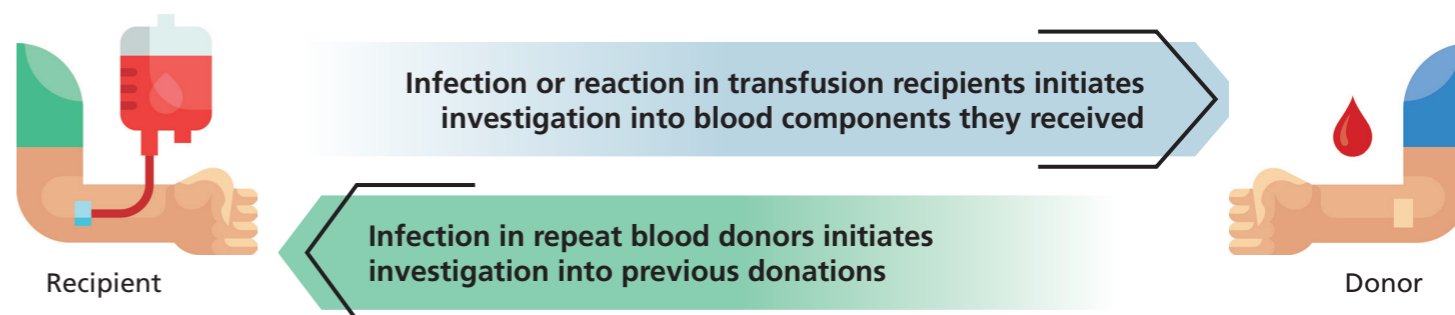 Infection or reaction in transfusion recipients initiates
investigation into blood components they received
Infection in repeat blood donors initiates
investigation into previous donations
Recipient
Donor